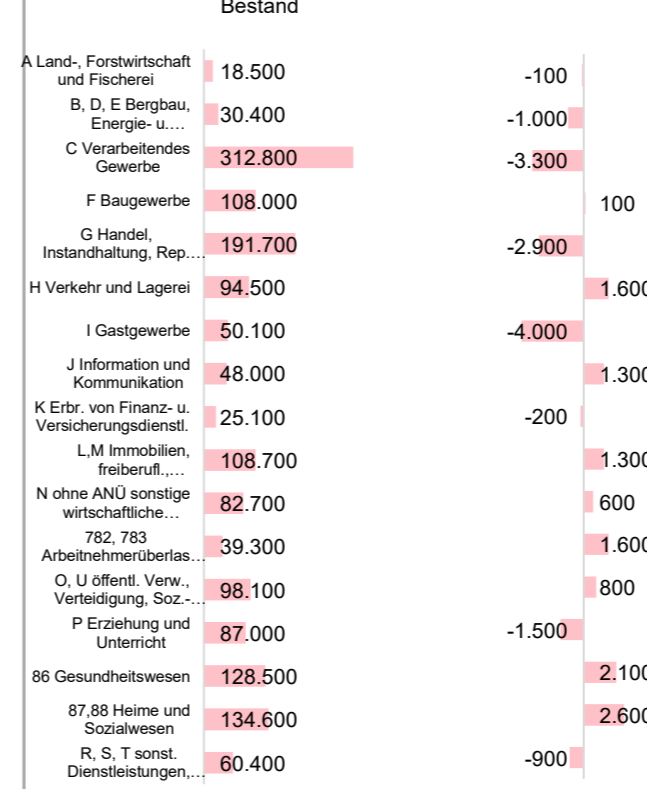 Bestand
A Land-, Forstwirtschaft
und Fischerei
18.500
-100
B, D, E Bergbau,
Energie- u.…
30.400
-1.000
C Verarbeitendes
Gewerbe
312.800
-3.300
F Baugewerbe
108.000
100
G Handel,
Instandhaltung, Rep.…
191.700
-2.900
H Verkehr und Lagerei
94.500
1.600
I Gastgewerbe
50.100
-4.000
J Information und
Kommunikation
48.000
1.300
K Erbr. von Finanz- u.
Versicherungsdienstl.
25.100
-200
L,M Immobilien,
freiberufl.,…
108.700
1.300
N ohne ANÜ sonstige
wirtschaftliche…
82.700
600
782, 783
Arbeitnehmerüberlas…
39.300
1.600
O, U öffentl. Verw.,
Verteidigung, Soz.-…
98.100
800
P Erziehung und
Unterricht
87.000
-1.500
86 Gesundheitswesen
128.500
2.100
87,88 Heime und
Sozialwesen
134.600
2.600
R, S, T sonst.
Dienstleistungen,…
60.400
-900